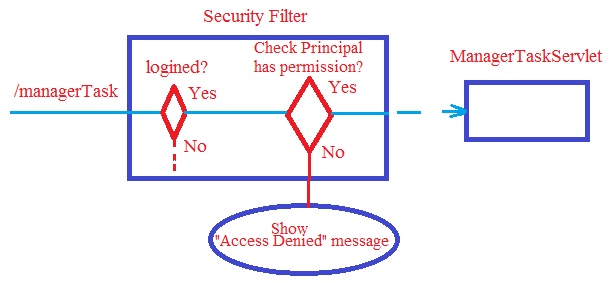 Security Filter
Check Principal
has permission?
ManagerTaskServlet
logined?
/managerTask
Yes
Yes
No
No
Show
"Access Denied" message